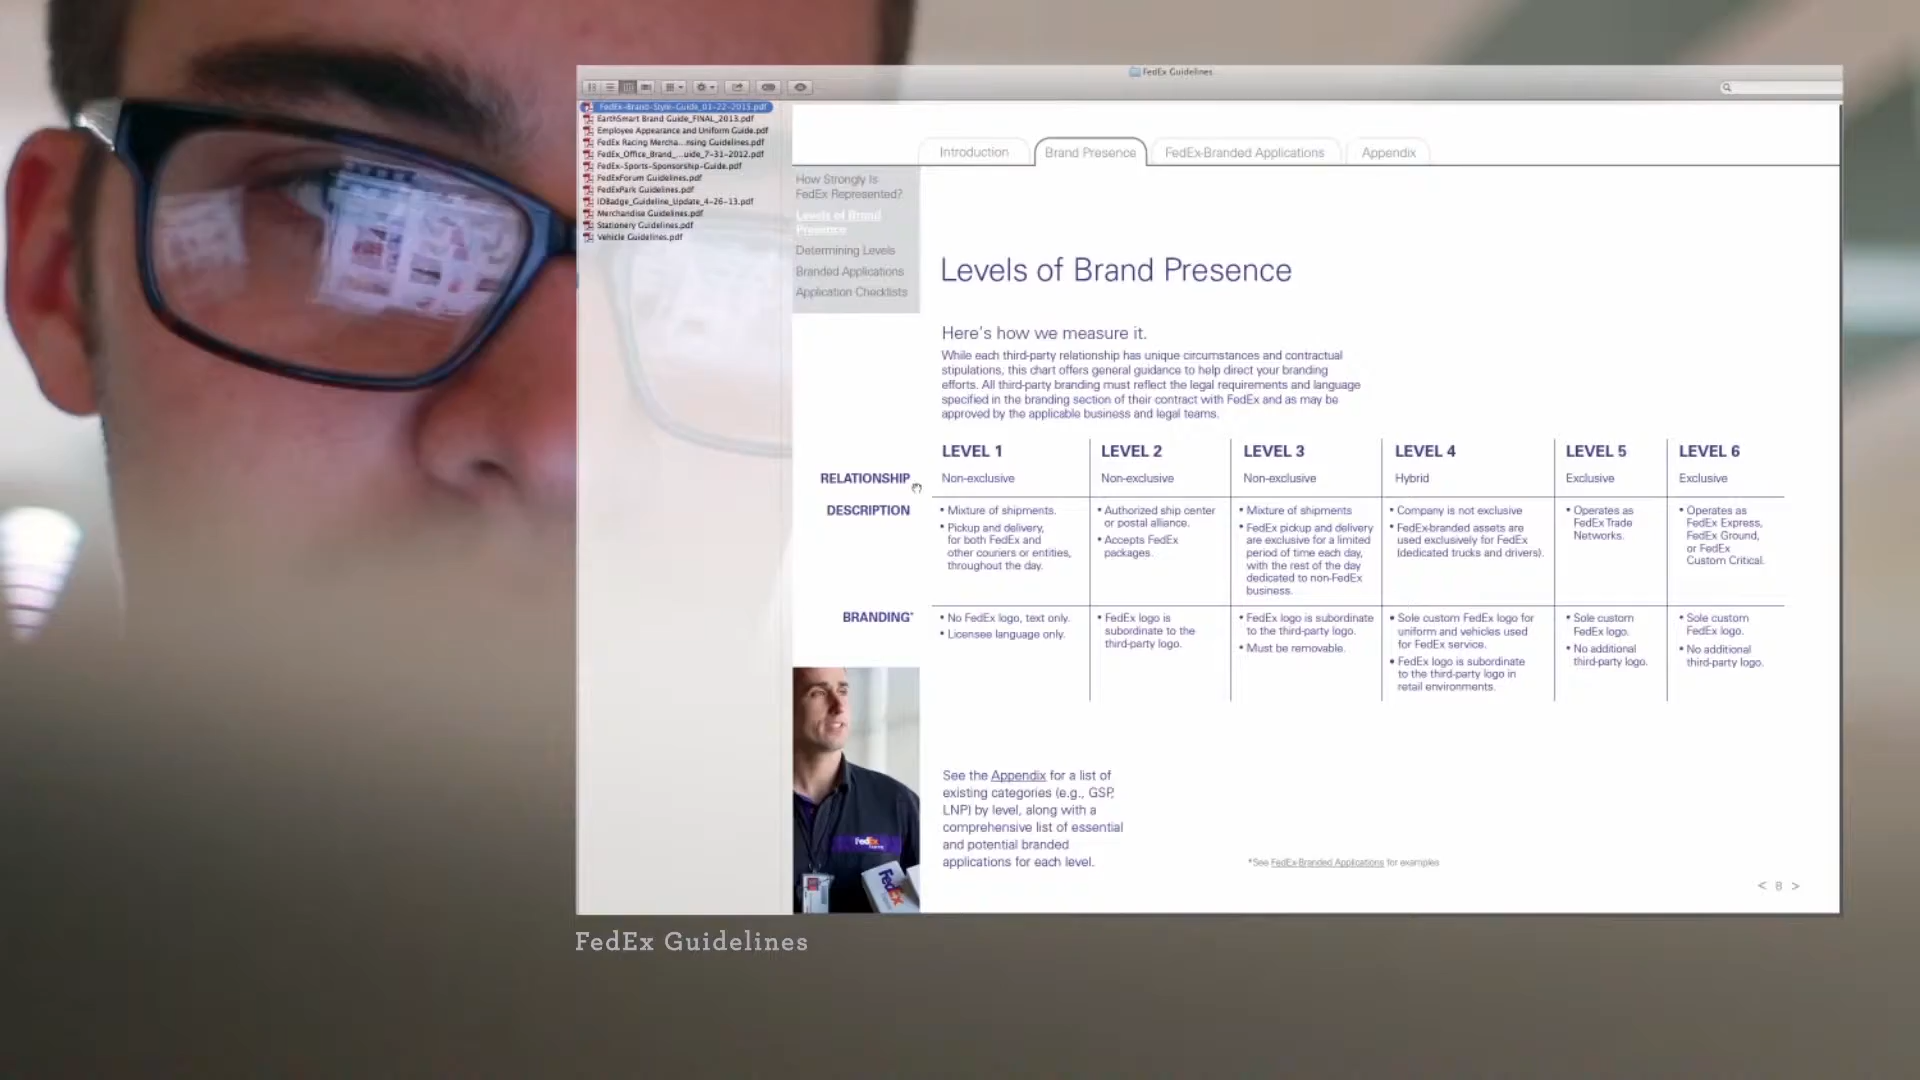 FedEx Guidelines
FedEx-Brand-Style-Guide_01-22-2015.pdf
EarthSmart Brand Guide_FINAL_2013.pdf
Employee Appearance and Uniform Guide.pdf
FedEx Racing Mercha...nsing Guidelines.pdf
FedEx_Office_Brand_...uide_7-31-2012.pdf
FedEx-Sports-Sponsorship-Guide.pdf
FedExForum Guidelines.pdf
FedExPark Guidelines.pdf
IDBadge_Guideline_Update_4-26-13.pdf
Merchandise Guidelines.pdf
Stationery Guidelines.pdf
Vehicle Guidelines.pdf
Introduction
Brand Presence
FedEx-Branded Applications
Appendix
How Strongly Is
FedEx Represented?
Levels of Brand
Presence
Determining Levels
Branded Applications
Application Checklists
Levels of Brand Presence
Here's how we measure it.
While each third-party relationship has unique circumstances and contractual
stipulations, this chart offers general guidance to help direct your branding
efforts. All third-party branding must reflect the legal requirements and language
specified in the branding section of their contract with FedEx and as may be
approved by the applicable business and legal teams.
LEVEL 1
LEVEL 2
LEVEL 3
LEVEL 4
LEVEL 5
LEVEL 6
RELATIONSHIP
Non-exclusive
Non-exclusive
Non-exclusive
Hybrid
Exclusive
Exclusive
DESCRIPTION
• Mixture of shipments.
• Pickup and delivery,
for both FedEx and
other couriers or entities,
throughout the day.
• Authorized ship center
or postal alliance.
• Accepts FedEx
packages.
• Mixture of shipments
• FedEx pickup and delivery
are exclusive for a limited
period of time each day,
with the rest of the day
dedicated to non-FedEx
business.
• Company is not exclusive
• FedEx-branded assets are
used exclusively for FedEx
(dedicated trucks and drivers).
• Operates as
FedEx Trade
Networks.
• Operates as
FedEx Express,
FedEx Ground,
or FedEx
Custom Critical.
BRANDING*
• No FedEx logo, text only.
• Licensee language only.
• FedEx logo is
subordinate to the
third-party logo.
• FedEx logo is subordinate
to the third-party logo.
• Must be removable.
• Sole custom FedEx logo for
uniform and vehicles used
for FedEx service.
• FedEx logo is subordinate
to the third-party logo in
retail environments.
• Sole custom
FedEx logo.
• No additional
third-party logo.
• Sole custom
FedEx logo.
• No additional
third-party logo.
See the Appendix for a list of
existing categories (e.g., GSP,
LNP) by level, along with a
comprehensive list of essential
and potential branded
applications for each level.
*See FedEx-Branded Applications for examples
< 8 >
FedEx
FedEx
FedEx Guidelines